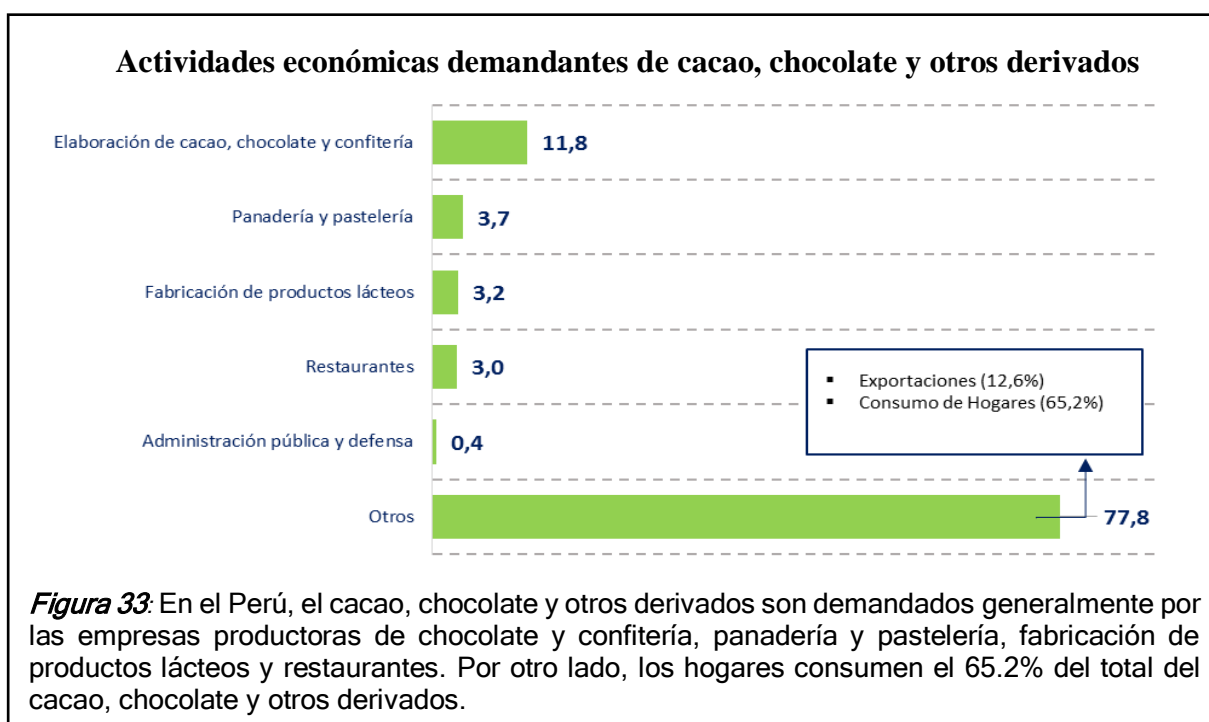 Actividades económicas demandantes de cacao, chocolate y otros derivados
Elaboración de cacao, chocolate y confitería 11,8
Panadería y pastelería 3,7
Fabricación de productos lácteos 3,2
Restaurantes 3,0
▪ Exportaciones (12,6%)
▪ Consumo de Hogares (65,2%)
Administración pública y defensa 0,4
Otros 77,8
Figura 33: En el Perú, el cacao, chocolate y otros derivados son demandados generalmente por
las empresas productoras de chocolate y confitería, panadería y pastelería, fabricación de
productos lácteos y restaurantes. Por otro lado, los hogares consumen el 65.2% del total del
cacao, chocolate y otros derivados.